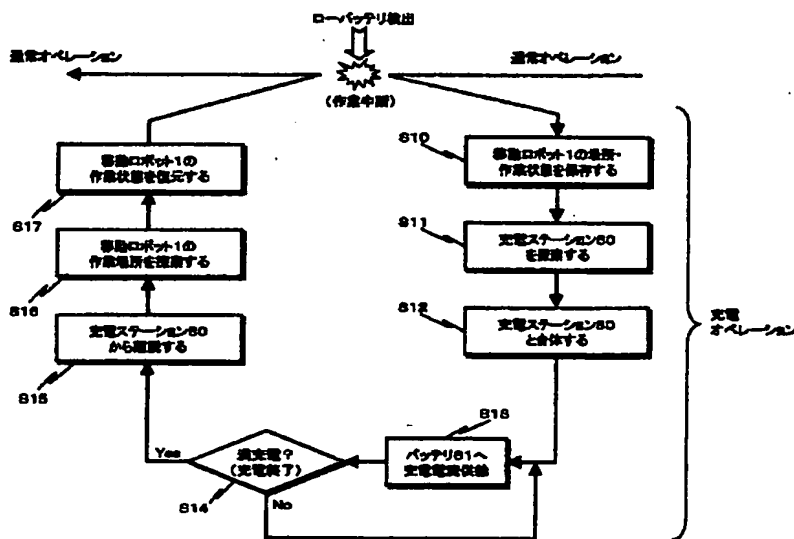 ローバッテリ検出
通常オペレーション
通常オペレーション
(作業中断)
S10
移動ロボット1の場所・
作業状態を保存する
S11
充電ステーション50
を探索する
S12
充電ステーション50
と合体する
充電
オペレーション
S13
バッテリ51へ
充電電流供給
満充電?
(充電終了)
S14
Yes
No
充電ステーション50
から離脱する
S15
移動ロボット1の
作業場所を探索する
S16
移動ロボット1の
作業状態を復元する
S17